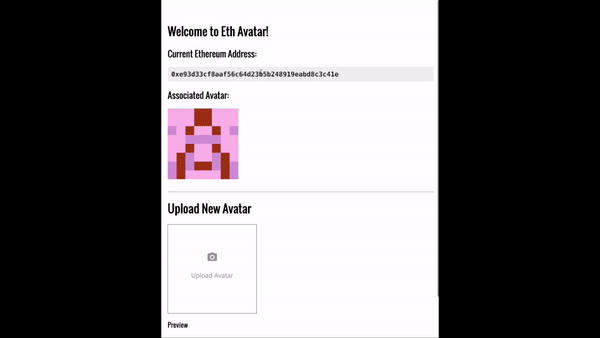 Welcome to Eth Avatar!
Current Ethereum Address:
0xe93d33cf8aaf56c64d23b5b248919eabd8c3c41e
Associated Avatar:
Upload New Avatar
Upload Avatar
Preview